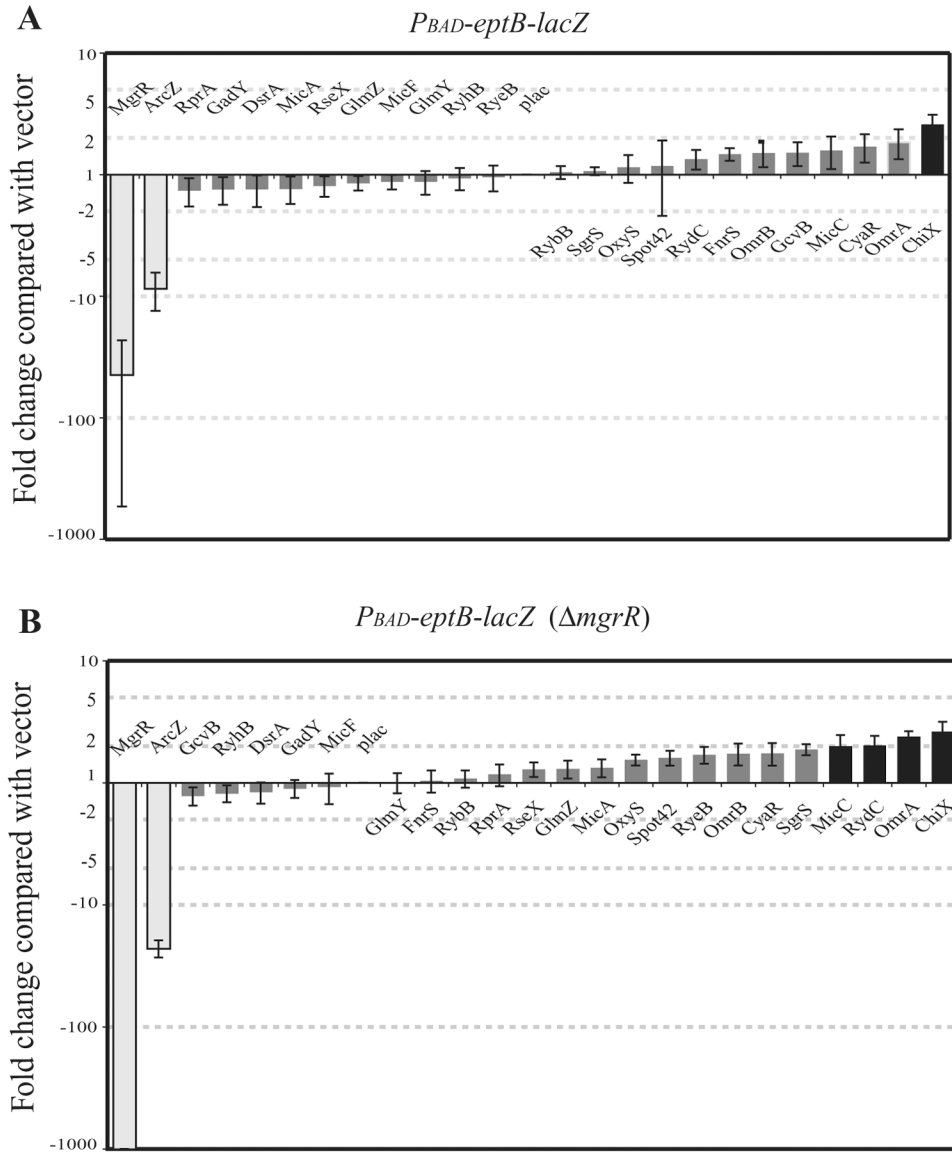 A
PBAD-eptB-lacZ
Fold change compared with vector
10
5
2
1
-2
-5
-10
-100
-1000
MgrR
ArcZ
RprA
GadY
DsrA
MicA
RseX
GlmZ
MicF
GlmY
RyhB
RyeB
plac
RybB
SgrS
OxyS
Spot42
RydC
FnrS
OmrB
GcvB
MicC
CyaR
OmrA
ChiX
B
PBAD-eptB-lacZ (ΔmgrR)
Fold change compared with vector
10
5
2
1
-2
-5
-10
-100
-1000
MgrR
ArcZ
GcvB
RyhB
DsrA
GadY
MicF
plac
GlmY
FnrS
RybB
RprA
RseX
GlmZ
MicA
OxyS
Spot42
RyeB
OmrB
CyaR
SgrS
MicC
RydC
OmrA
ChiX